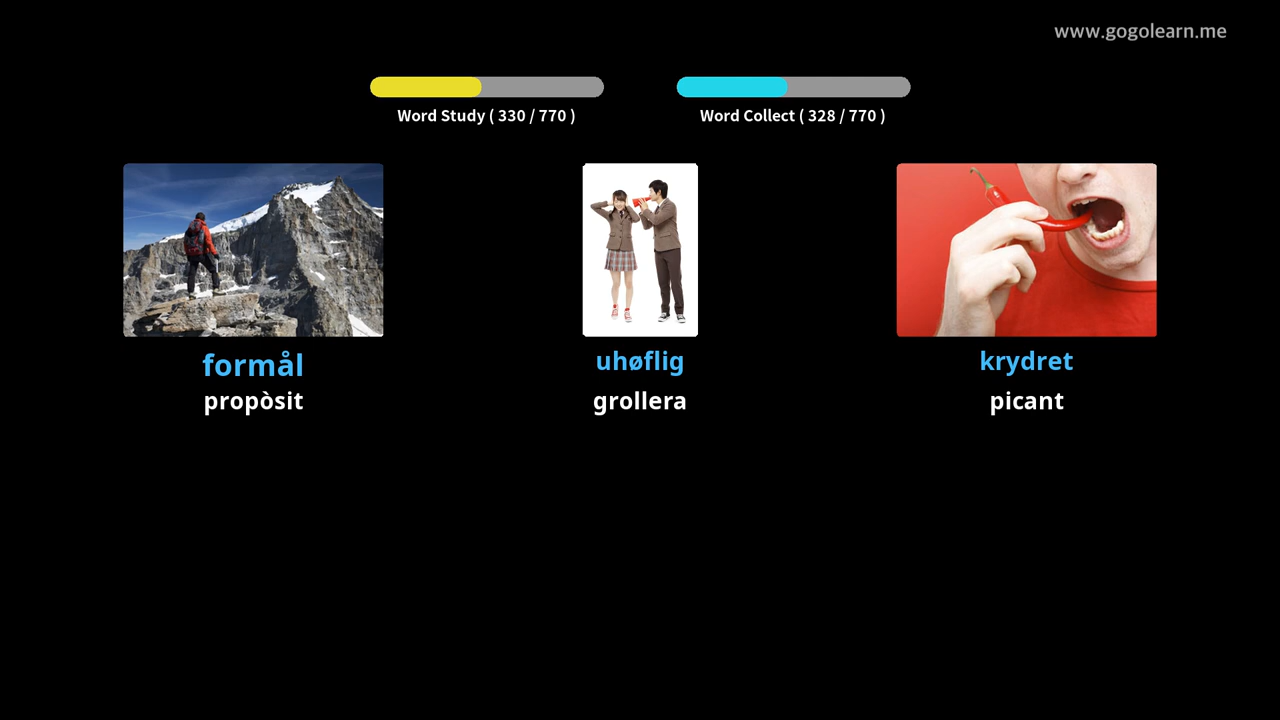 www.gogolearn.me
Word Study ( 330 / 770 )
Word Collect ( 328 / 770 )
formål
propòsit
uhøflig
grollera
krydret
picant